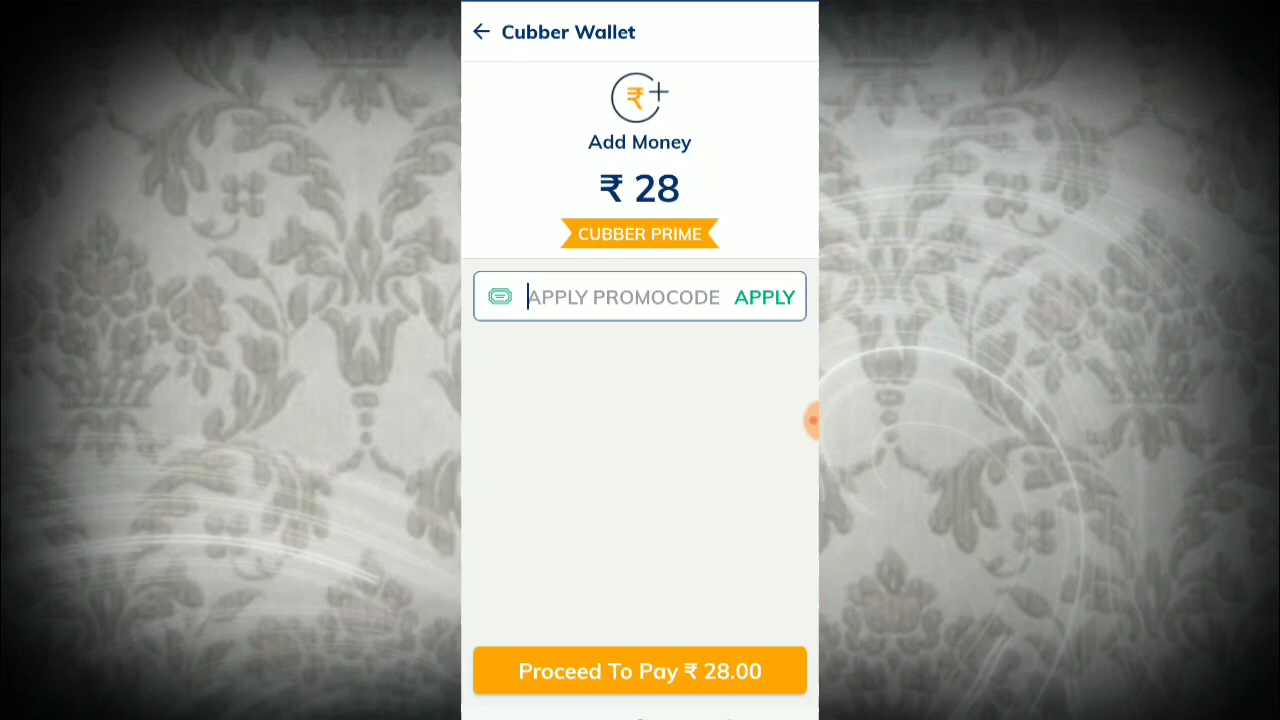 Cubber Wallet
Add Money
₹ 28
CUBBER PRIME
APPLY PROMOCODE APPLY
Proceed To Pay ₹ 28.00